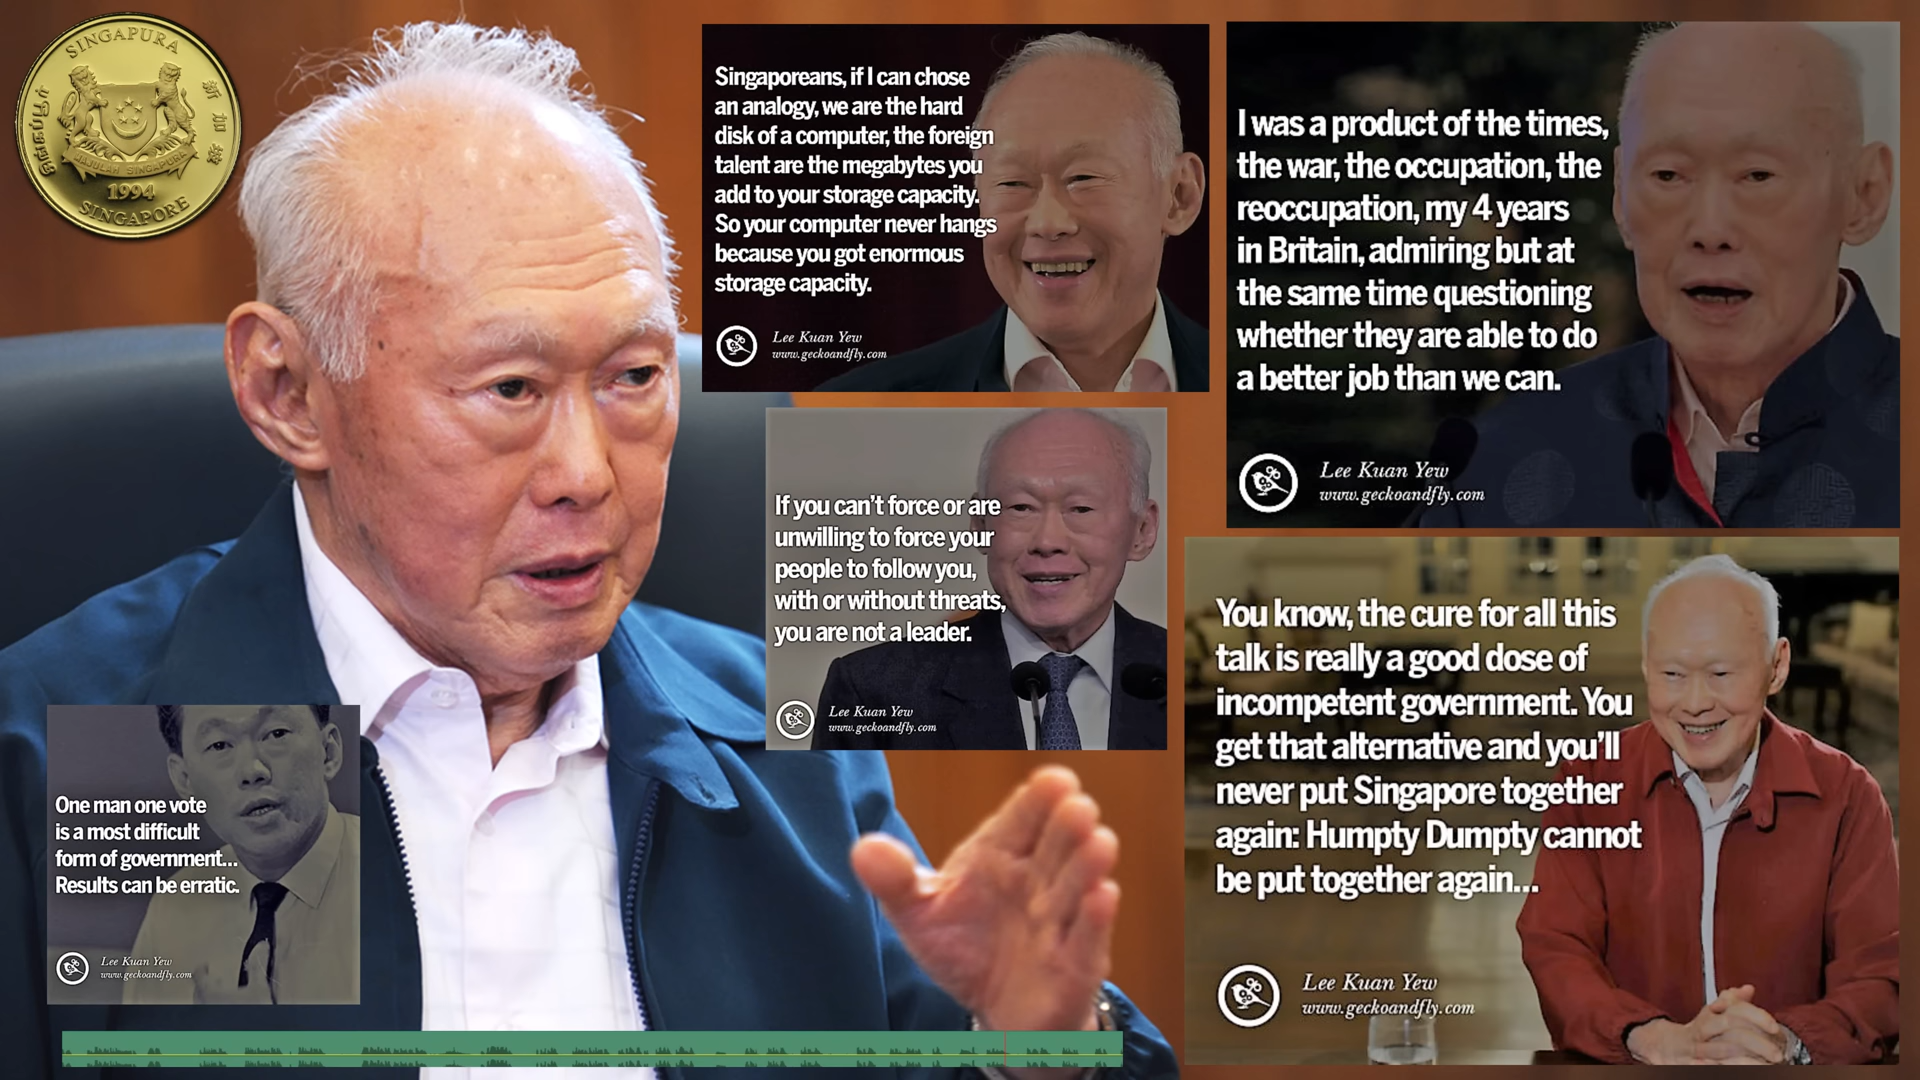 SINGAPURA
சிங்கப்பூர்
新加坡
MAJULAH SINGAPURA
1994
SINGAPORE
Singaporeans, if I can chose
an analogy, we are the hard
disk of a computer, the foreign
talent are the megabytes you
add to your storage capacity.
So your computer never hangs
because you got enormous
storage capacity.
Lee Kuan Yew
www.geckoandfly.com
I was a product of the times,
the war, the occupation, the
reoccupation, my 4 years
in Britain, admiring but at
the same time questioning
whether they are able to do
a better job than we can.
Lee Kuan Yew
www.geckoandfly.com
If you can't force or are
unwilling to force your
people to follow you,
with or without threats,
you are not a leader.
Lee Kuan Yew
www.geckoandfly.com
You know, the cure for all this
talk is really a good dose of
incompetent government. You
get that alternative and you'll
never put Singapore together
again: Humpty Dumpty cannot
be put together again...
Lee Kuan Yew
www.geckoandfly.com
One man one vote
is a most difficult
form of government...
Results can be erratic.
Lee Kuan Yew
www.geckoandfly.com